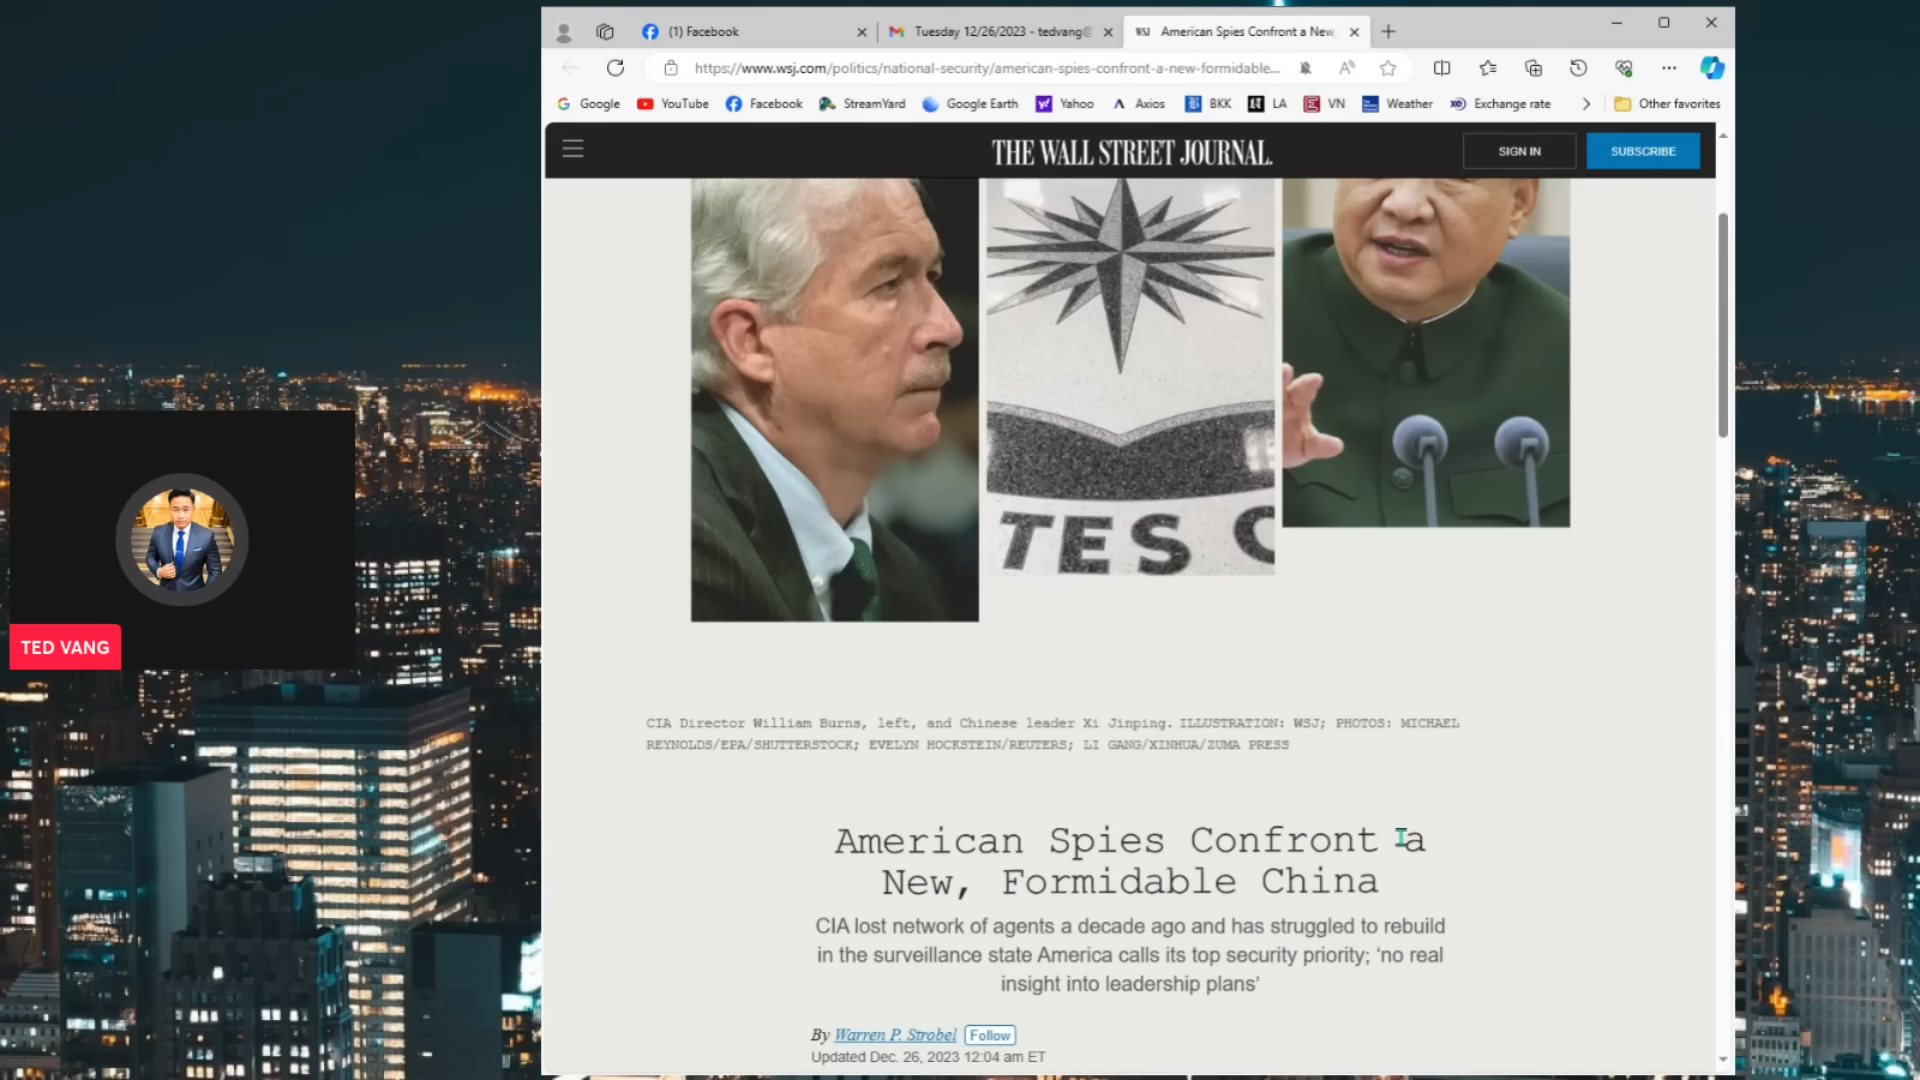 (1) Facebook
Tuesday 12/26/2023 - tedvang@
WSJ American Spies Confront a New,
https://www.wsj.com/politics/national-security/american-spies-confront-a-new-formidable...
Google YouTube Facebook StreamYard Google Earth Yahoo Axios BKK LA VN Weather Exchange rate Other favorites
THE WALL STREET JOURNAL.
SIGN IN
SUBSCRIBE
TES C
TED VANG
CIA Director William Burns, left, and Chinese leader Xi Jinping. ILLUSTRATION: WSJ; PHOTOS: MICHAEL
REYNOLDS/EPA/SHUTTERSTOCK; EVELYN HOCKSTEIN/REUTERS; LI GANG/XINHUA/ZUMA PRESS
American Spies Confront a
New, Formidable China
CIA lost network of agents a decade ago and has struggled to rebuild
in the surveillance state America calls its top security priority; ‘no real
insight into leadership plans’
By Warren P. Strobel Follow
Updated Dec. 26, 2023 12:04 am ET